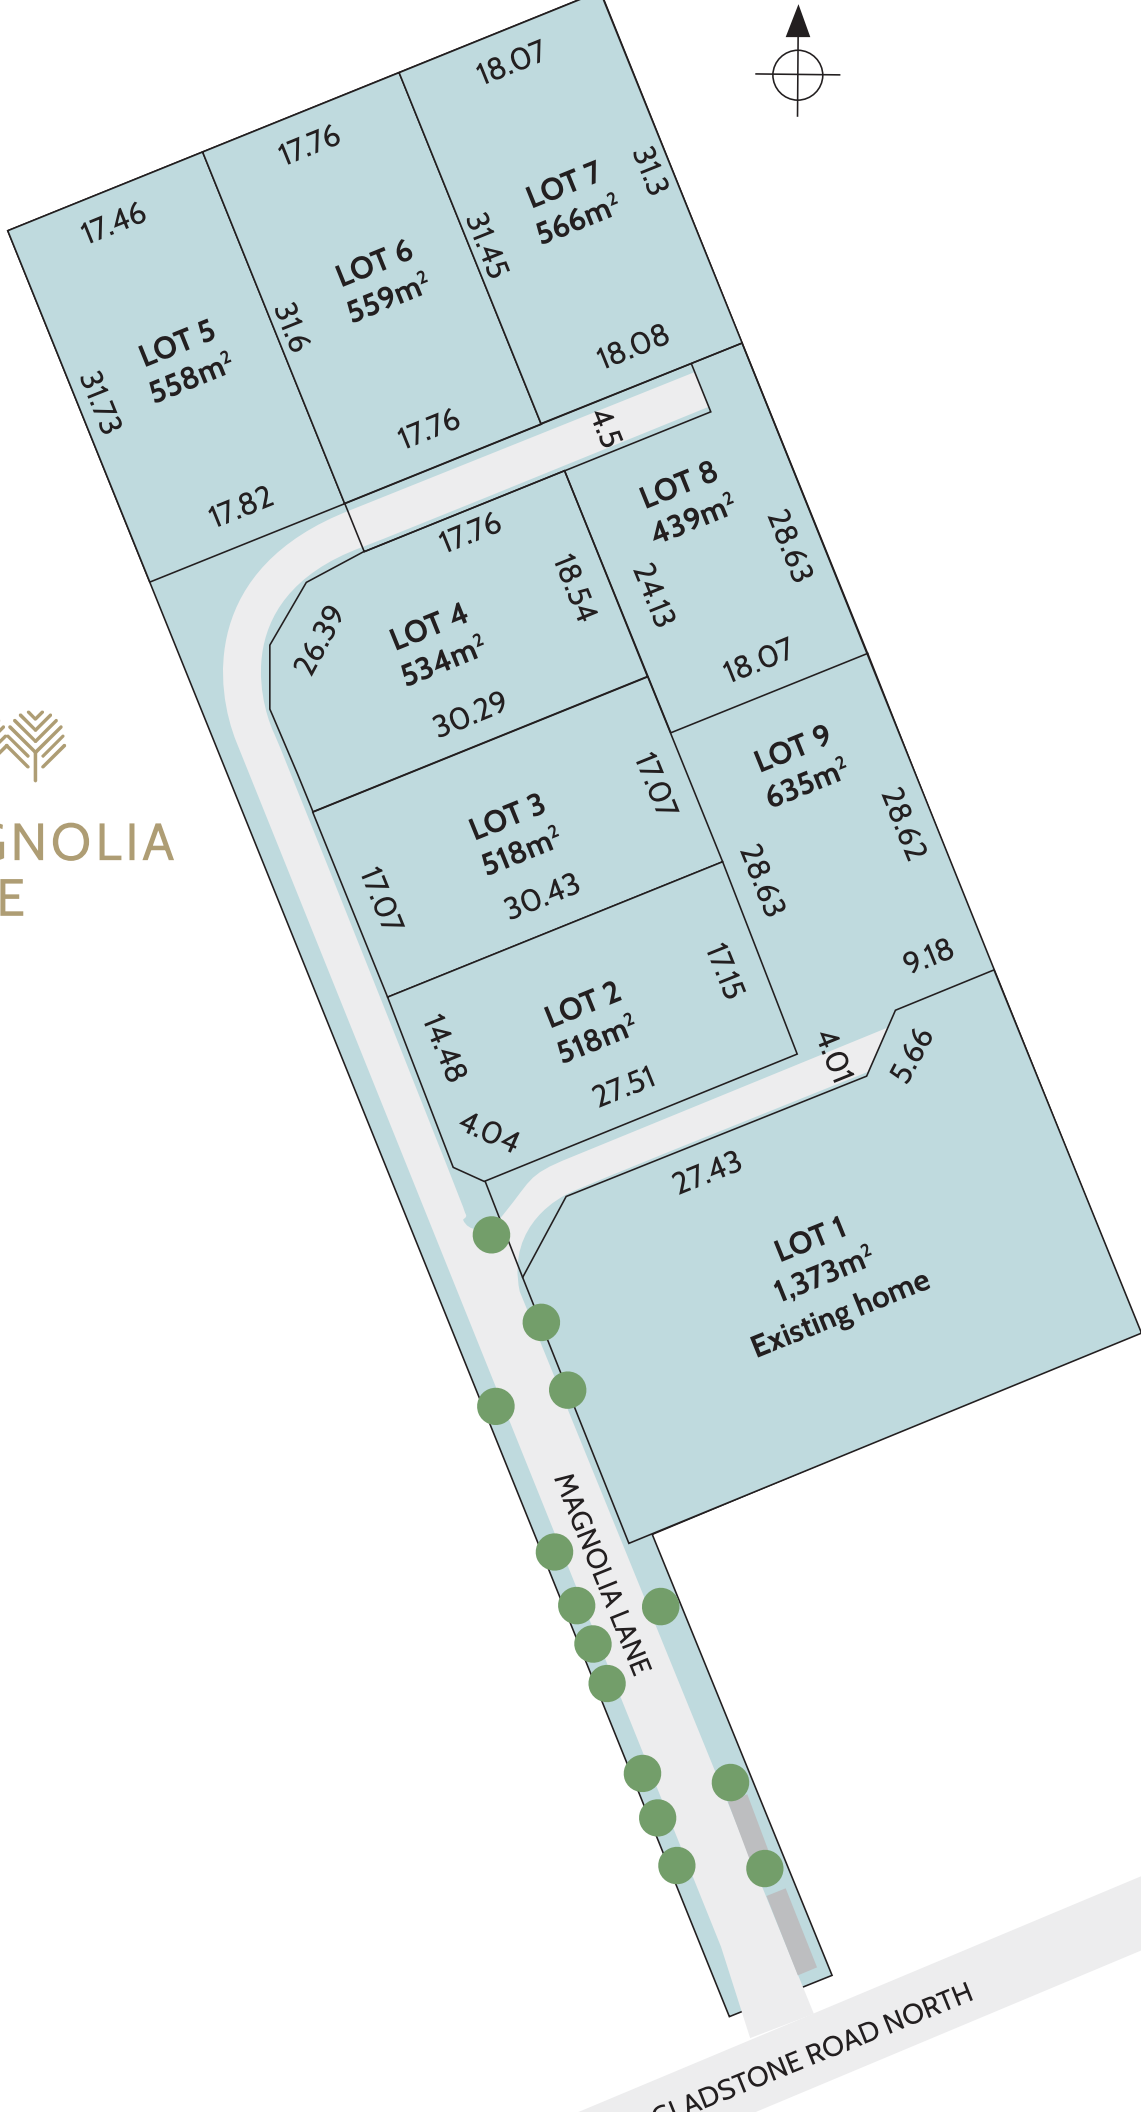 18.07
17.76
17.46
31.3
LOT 7
566m²
31.45
LOT 6
559m²
31.6
LOT 5
558m²
31.73
18.08
17.76
4.5
17.82
LOT 8
439m²
28.63
17.76
18.54
24.13
26.39
LOT 4
534m²
18.07
30.29
LOT 9
635m²
17.07
28.62
LOT 3
518m²
GNOLIA
E
17.07
30.43
28.63
9.18
17.15
LOT 2
518m²
14.48
4.01
5.66
27.51
4.04
27.43
LOT 1
1,373m²
Existing home
MAGNOLIA LANE
GLADSTONE ROAD NORTH